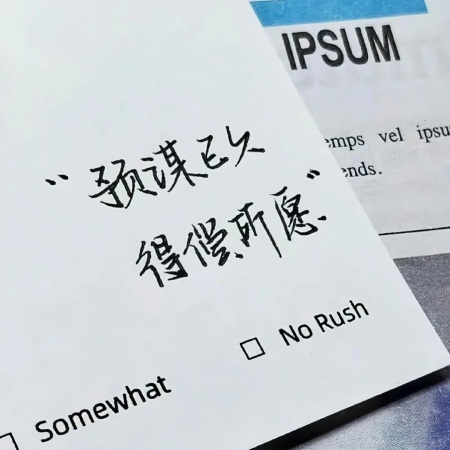 IPSUM
emps vel ipsu
ends.
“预谋已久
得偿所愿”
No Rush
Somewhat